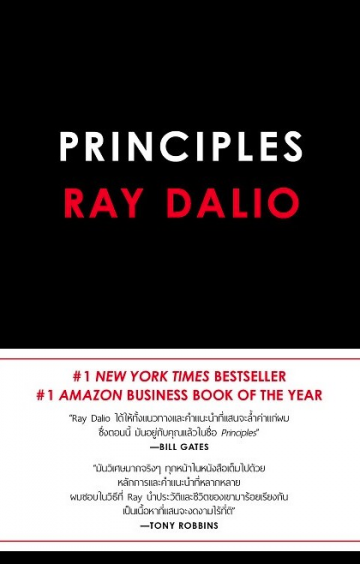 PRINCIPLES
RAY DALIO
#1 NEW YORK TIMES BESTSELLER
#1 AMAZON BUSINESS BOOK OF THE YEAR
"Ray Dalio ได้ให้ทั้งแนวทางและคำแนะนำที่แสนจะล้ำค่าแก่ผม
ซึ่งตอนนี้ มันอยู่กับคุณแล้วในชื่อ Principles"
—BILL GATES
"มันวิเศษมากจริงๆ ทุกหน้าในหนังสือเต็มไปด้วย
หลักการและคำแนะนำที่หลากหลาย
ผมชอบในวิธีที่ Ray นำประวัติและชีวิตของเขามาร้อยเรียงกัน
เป็นเนื้อหาที่แสนจะงดงามไร้ที่ติ"
—TONY ROBBINS